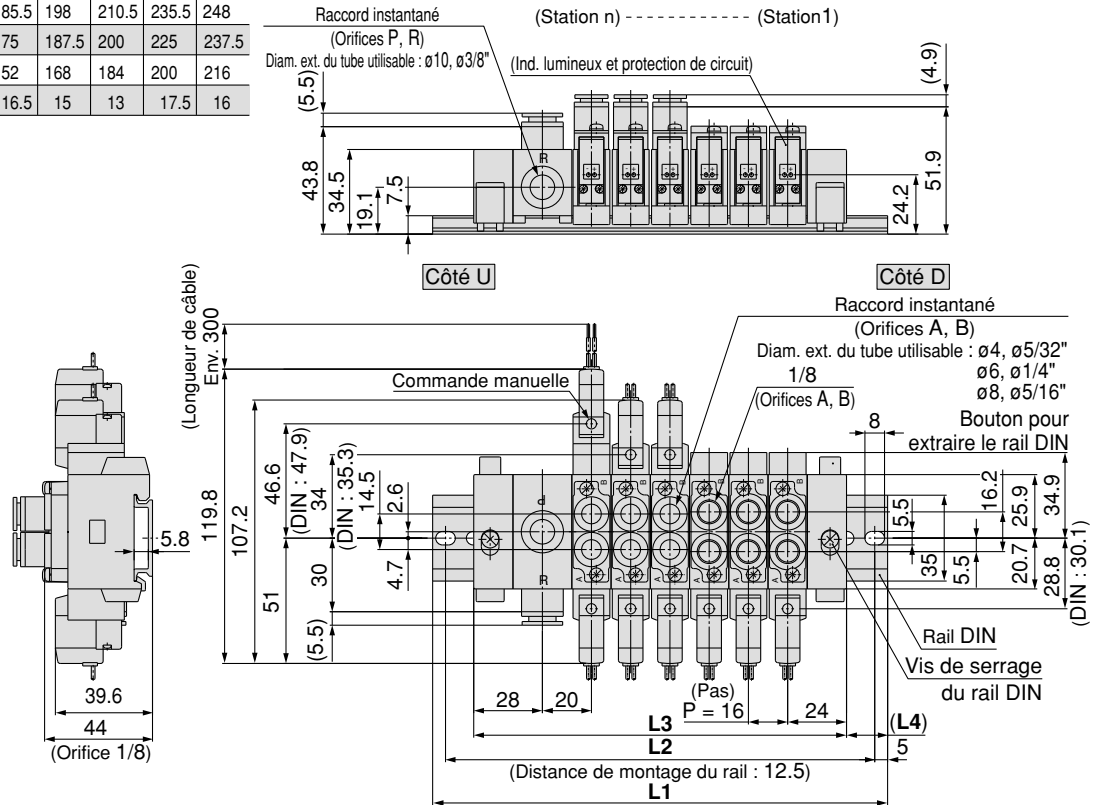 85.5 198 210.5 235.5 248
75 187.5 200 225 237.5
52 168 184 200 216
16.5 15 13 17.5 16
Raccord instantané
(Orifices P, R)
Diam. ext. du tube utilisable : ø10, ø3/8"
(Station n) (Station1)
(Ind. lumineux et protection de circuit)
(4.9)
(5.5)
43.8
34.5
19.1
7.5
R
24.2
51.9
Côté U
Côté D
Raccord instantané
(Orifices A, B)
Diam. ext. du tube utilisable : ø4, ø5/32"
ø6, ø1/4"
ø8, ø5/16"
1/8
(Orifices A, B)
Bouton pour
extraire le rail DIN
(Longueur de câble)
Env. 300
Commande manuelle
8
119.8
107.2
46.6
(DIN : 47.9)
34
(DIN : 35.3)
14.5
2.6
4.7
30
51
(5.5)
P
R
B B B B B B
A A A A A A
5.5
16.2
25.9
34.9
35
5.5
20.7
28.8
(DIN : 30.1)
5.8
39.6
44
(Orifice 1/8)
Rail DIN
Vis de serrage
du rail DIN
28 20
(Pas)
P = 16
24
L3
(L4)
L2
5
(Distance de montage du rail : 12.5)
L1